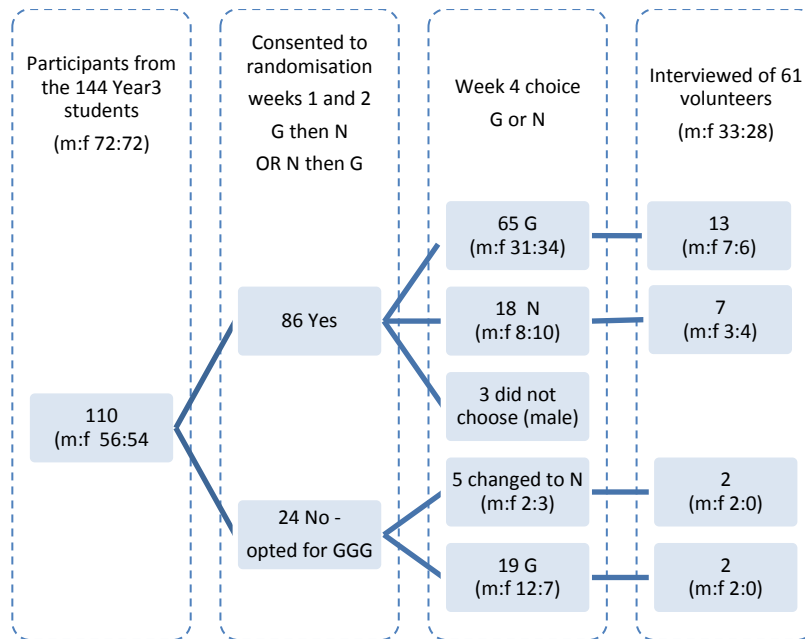 Participants from
the 144 Year3
students
(m:f 72:72)
110
(m:f  56:54
Consented to
randomisation
weeks 1 and 2
G then N
OR N then G
86 Yes
24 No -
opted for GGG
Week 4 choice
G or N
65 G
(m:f 31:34)
18  N
(m:f 8:10)
3 did not
choose (male)
5 changed to N
(m:f 2:3)
19 G
(m:f 12:7)
Interviewed of 61
volunteers
(m:f 33:28)
13
(m:f 7:6)
7
(m:f 3:4)
2
(m:f 2:0)
2
(m:f 2:0)